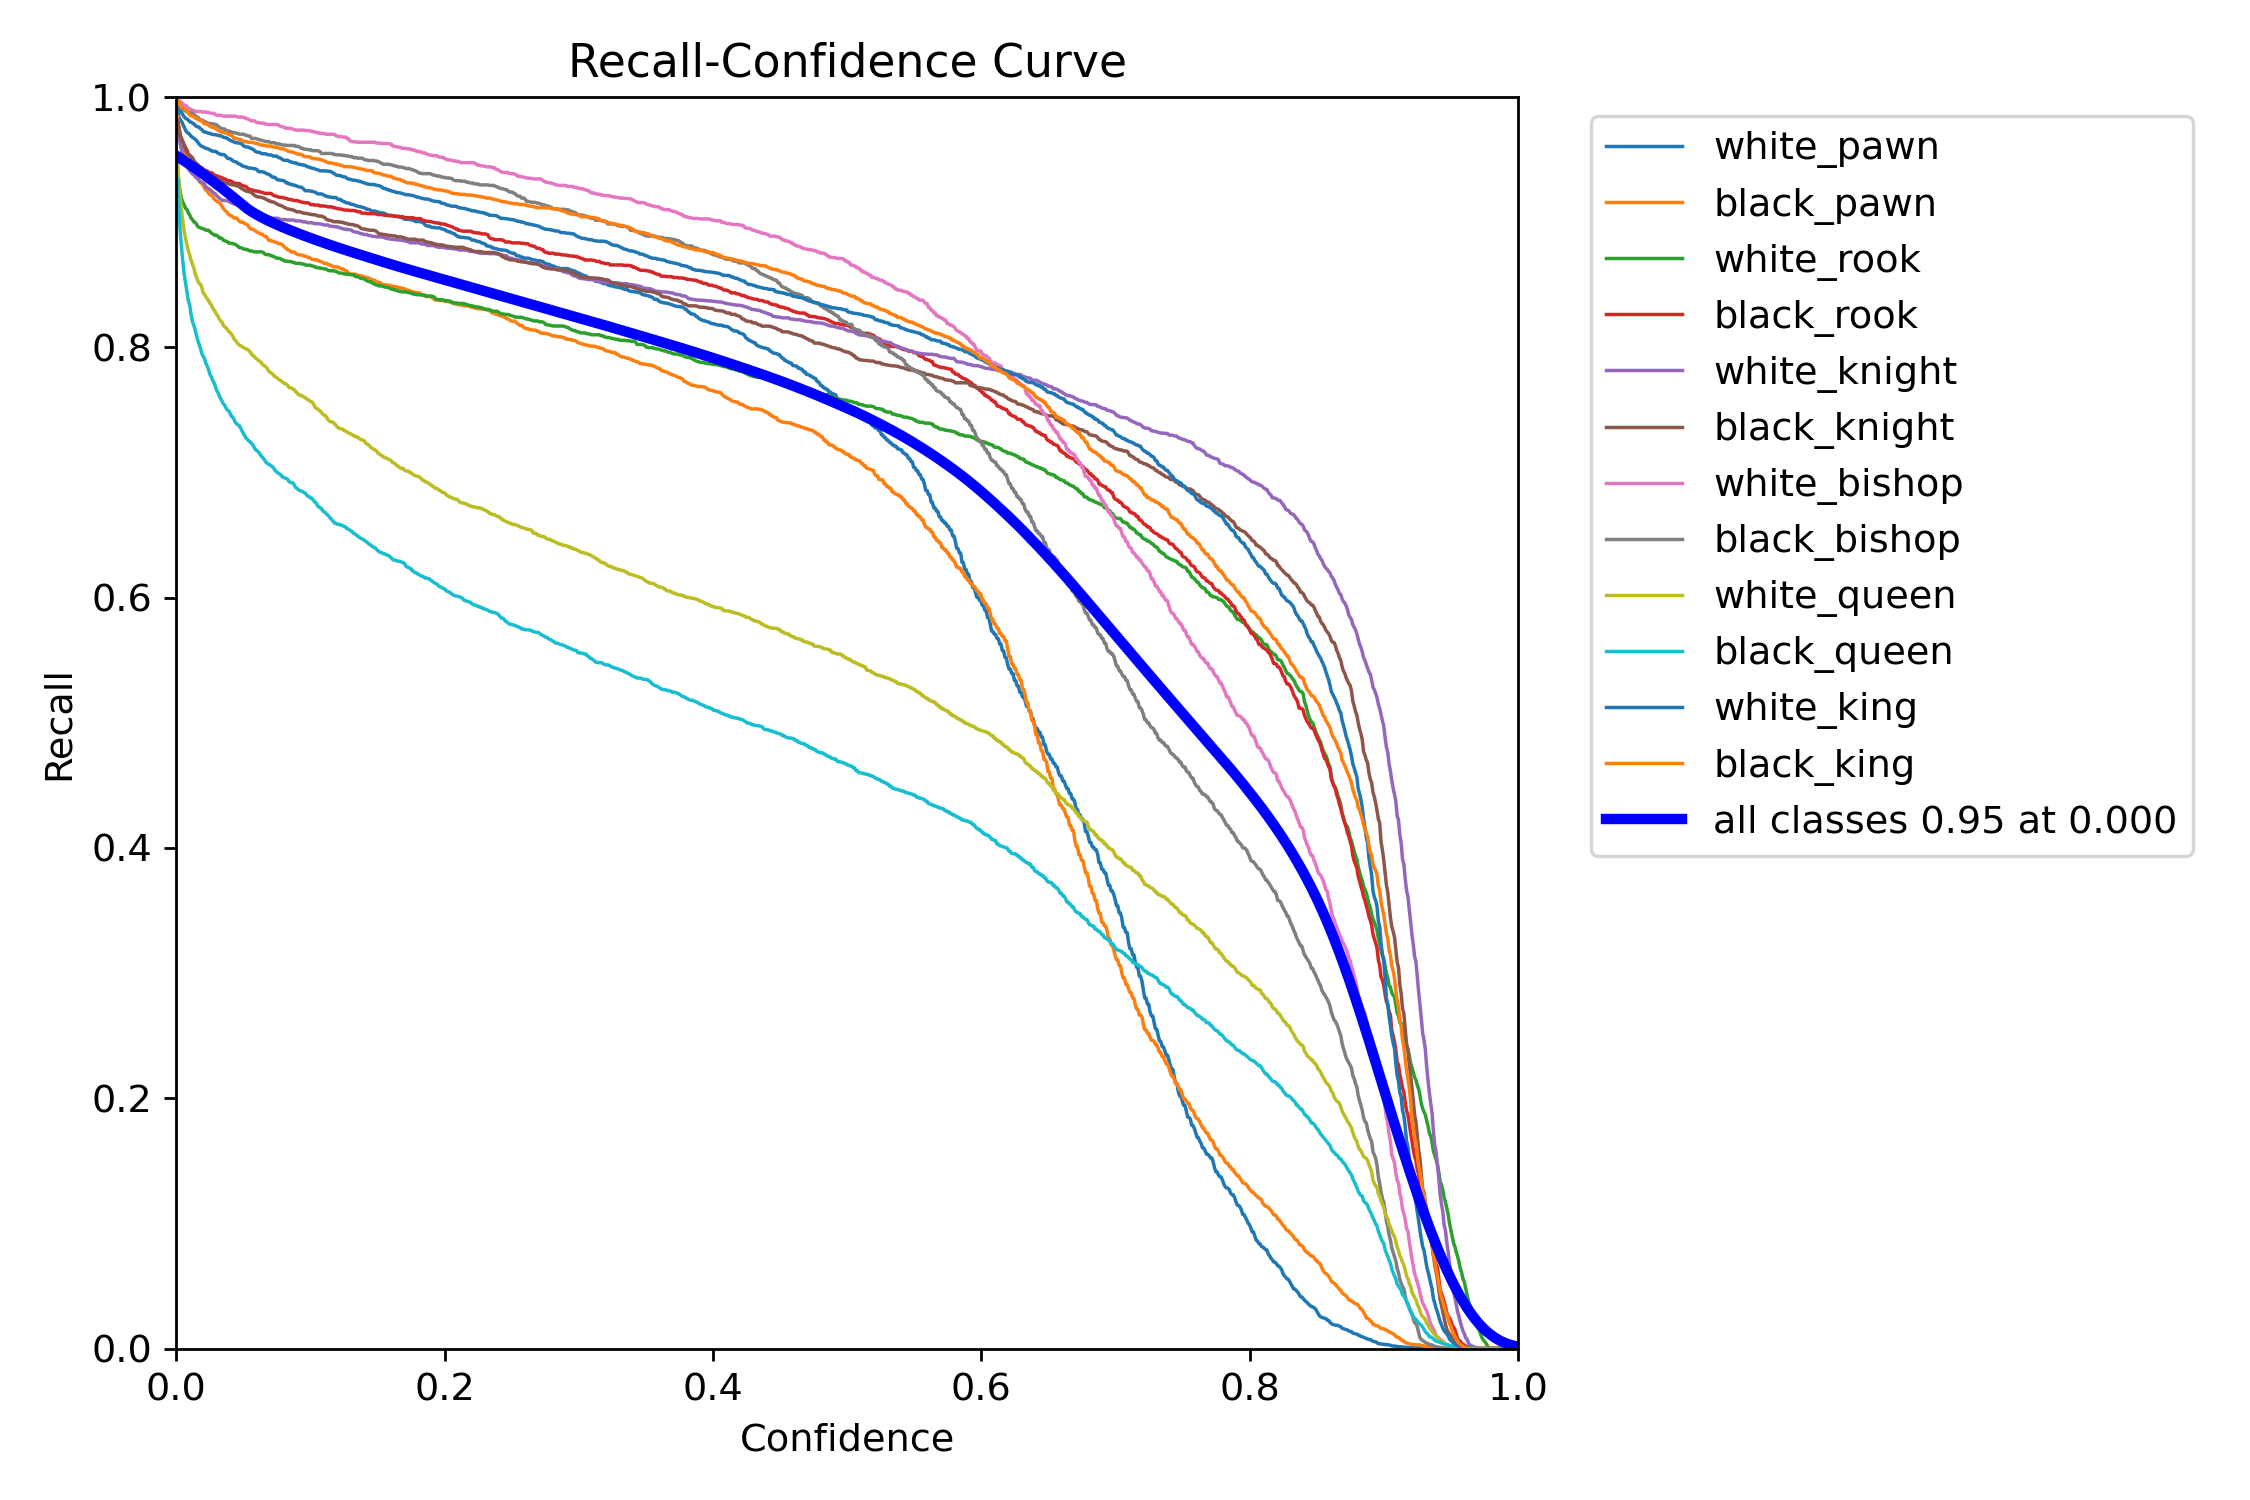 Recall-Confidence Curve
1.0
0.8
0.6
0.4
0.2
0.0
Recall
0.0 0.2 0.4 0.6 0.8 1.0
Confidence
white_pawn
black_pawn
white_rook
black_rook
white_knight
black_knight
white_bishop
black_bishop
white_queen
black_queen
white_king
black_king
all classes 0.95 at 0.000